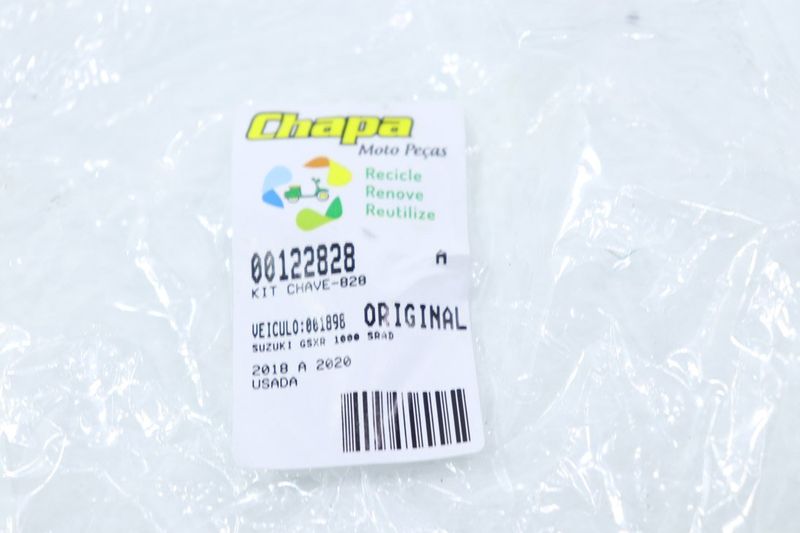 Chapa
Moto Peças
Recicle
Renove
Reutilize
00122828 A
KIT CHAVE-828
VEICULO:001898 ORIGINAL
SUZUKI GSXR 1000 SRAD
2018 A 2020
USADA